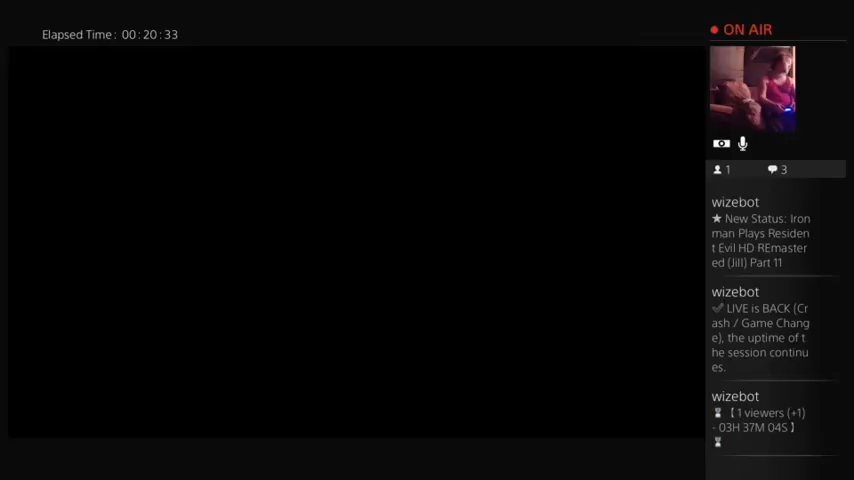 Elapsed Time: 00:20:33
ON AIR
1 3
wizebot
★ New Status: Iron
man Plays Residen
t Evil HD REmaster
ed (Jill) Part 11
wizebot
✅ LIVE is BACK (Cr
ash / Game Chang
e), the uptime of t
he session continu
es.
wizebot
⌛【1 viewers (+1)
- 03H 37M 04S】
⌛